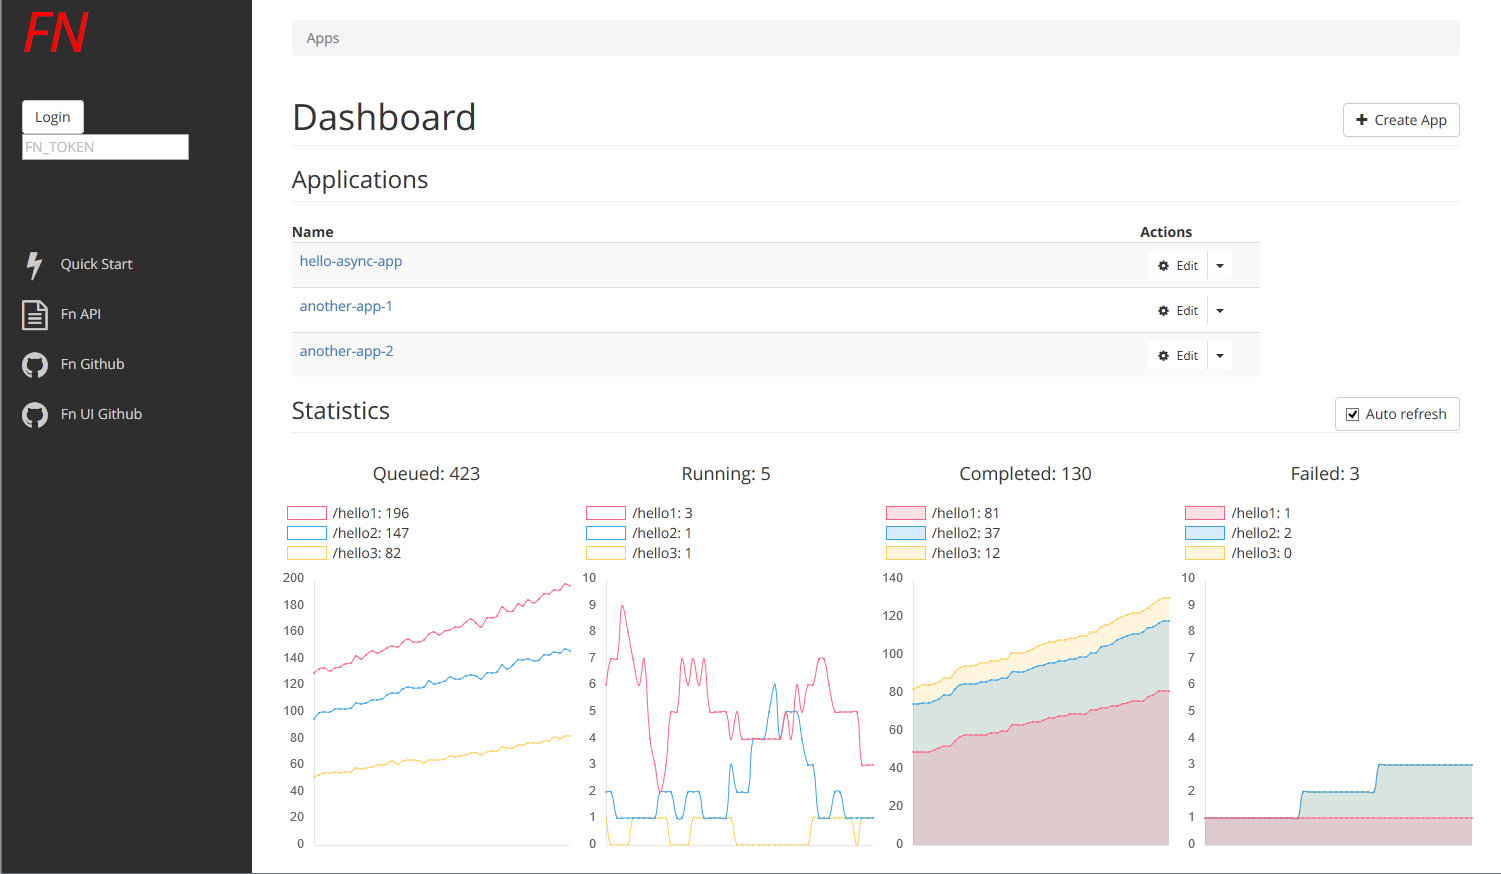 FN
Login
FN_TOKEN
Quick Start
Fn API
Fn Github
Fn UI Github
Apps
Dashboard
Create App
Applications
Name Actions
hello-async-app Edit
another-app-1 Edit
another-app-2 Edit
Statistics
Auto refresh
Queued: 423
/hello1: 196
/hello2: 147
/hello3: 82
200
180
160
140
120
100
80
60
40
20
0
Running: 5
/hello1: 3
/hello2: 1
/hello3: 1
10
9
8
7
6
5
4
3
2
1
0
Completed: 130
/hello1: 81
/hello2: 37
/hello3: 12
140
120
100
80
60
40
20
0
Failed: 3
/hello1: 1
/hello2: 2
/hello3: 0
10
9
8
7
6
5
4
3
2
1
0